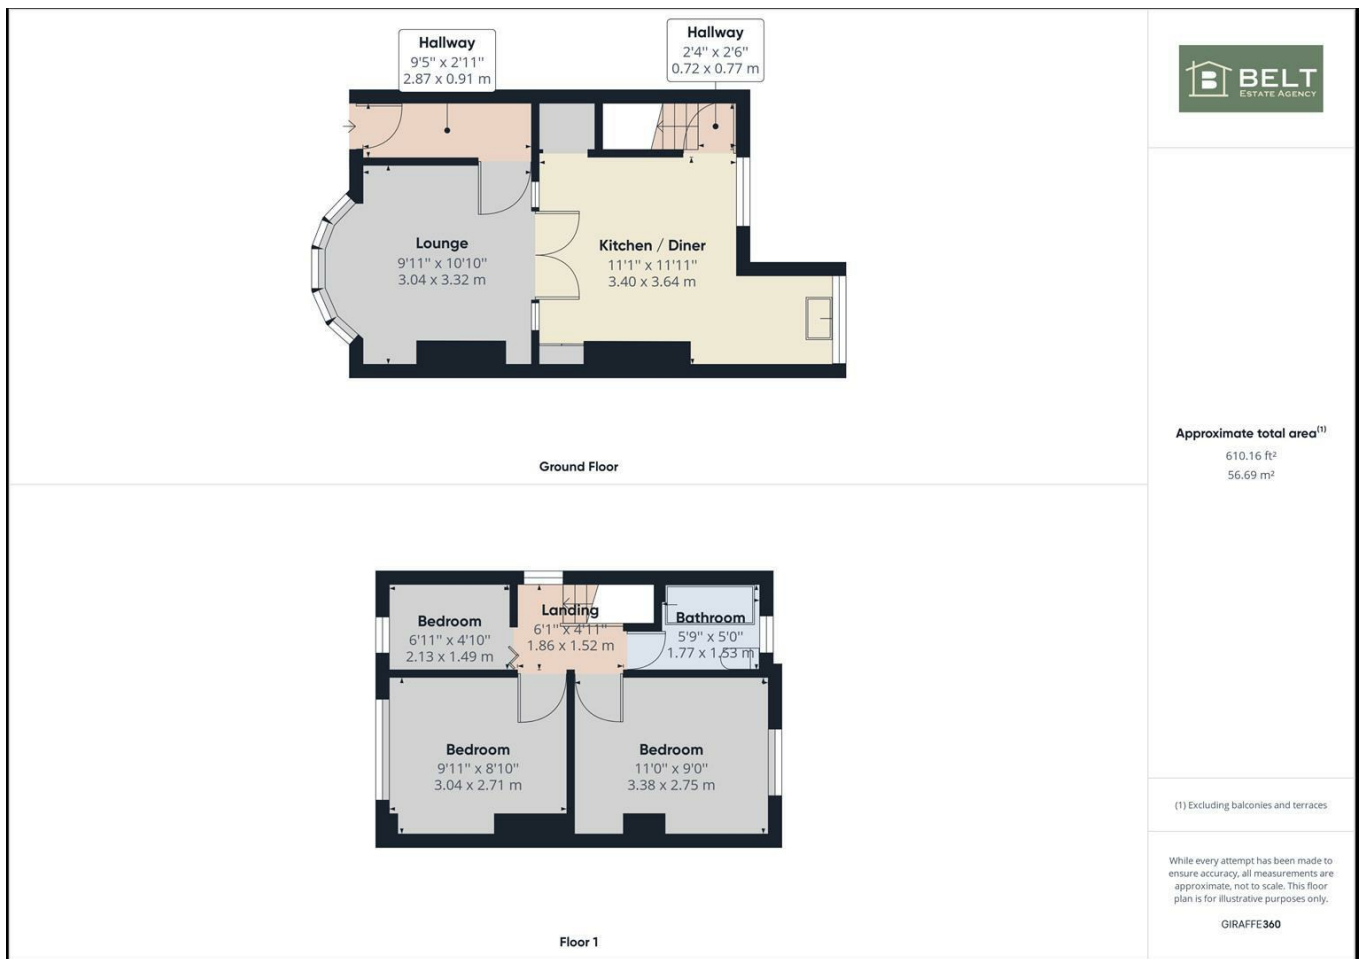 Hallway
9'5'' x 2'11''
2.87 x 0.91 m
Hallway
2'4'' x 2'6''
0.72 x 0.77 m
BELT
ESTATE AGENCY
Lounge
9'11'' x 10'10''
3.04 x 3.32 m
Kitchen / Diner
11'1'' x 11'11''
3.40 x 3.64 m
Ground Floor
Approximate total area(1)
610.16 ft²
56.69 m²
Bedroom
6'11'' x 4'10''
2.13 x 1.49 m
Landing
6'1'' x 4'11''
1.86 x 1.52 m
Bathroom
5'9'' x 5'0''
1.77 x 1.53 m
Bedroom
9'11'' x 8'10''
3.04 x 2.71 m
Bedroom
11'0'' x 9'0''
3.38 x 2.75 m
Floor 1
(1) Excluding balconies and terraces
While every attempt has been made to
ensure accuracy, all measurements are
approximate, not to scale. This floor
plan is for illustrative purposes only.
GIRAFFE360